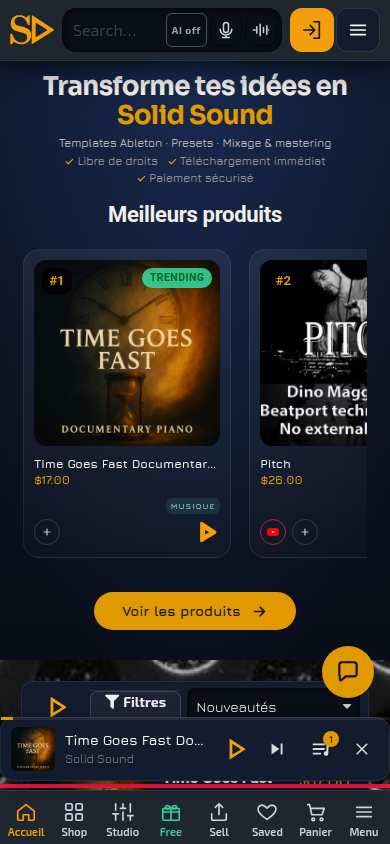 SD
Search...
AI off
Transforme tes idées en
Solid Sound
Templates Ableton · Presets · Mixage & mastering
✓ Libre de droits ✓ Téléchargement immédiat
✓ Paiement sécurisé
Meilleurs produits
#1
TRENDING
TIME GOES
FAST
DOCUMENTARY PIANO
Time Goes Fast Documentar...
$17.00
MUSIQUE
#2
PITC
Dino Magg
Beatport techn
No external
Pitch
$26.00
Voir les produits →
Filtres
Nouveautés
Time Goes Fast Do...
Solid Sound
1
Accueil
Shop
Studio
Free
Sell
Saved
Panier
Menu